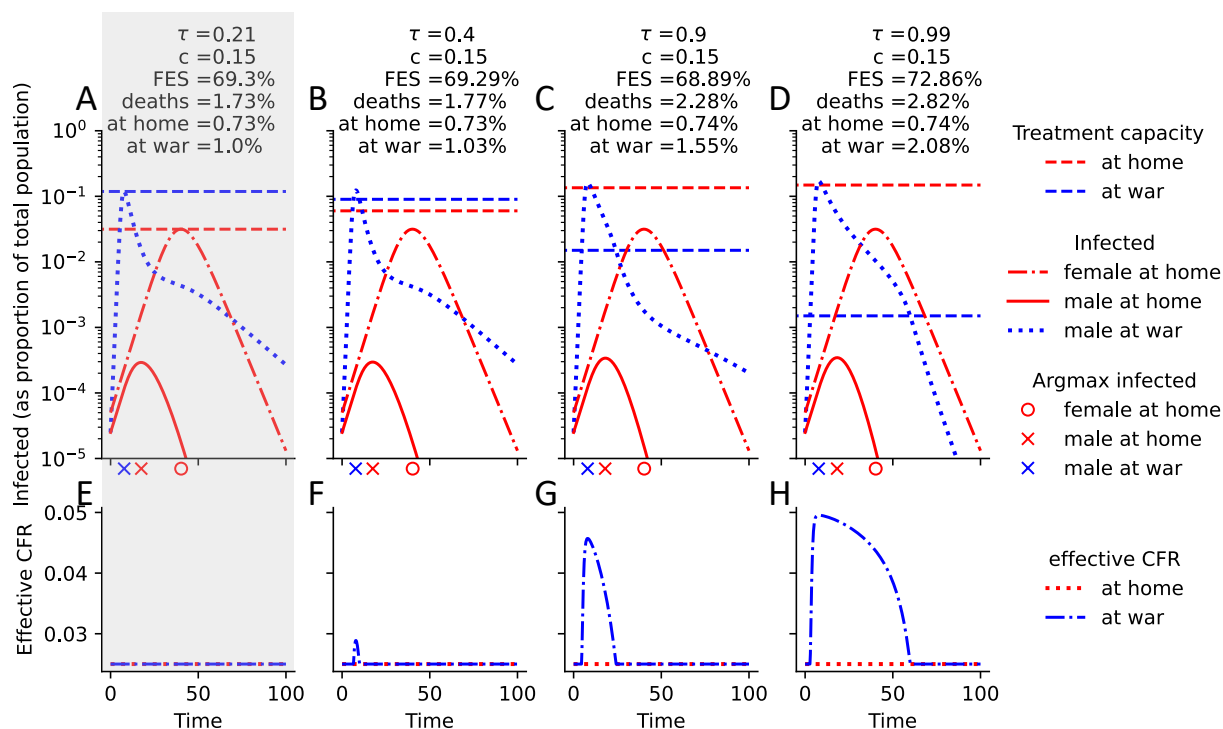 τ =0.21
c =0.15
FES =69.3%
deaths =1.73%
at home =0.73%
at war =1.0%
τ =0.4
c =0.15
FES =69.29%
deaths =1.77%
at home =0.73%
at war =1.03%
τ =0.9
c =0.15
FES =68.89%
deaths =2.28%
at home =0.74%
at war =1.55%
τ =0.99
c =0.15
FES =72.86%
deaths =2.82%
at home =0.74%
at war =2.08%
A
B
C
D
Infected (as proportion of total population)
10⁰
10⁻¹
10⁻²
10⁻³
10⁻⁴
10⁻⁵
Treatment capacity
at home
at war
Infected
female at home
male at home
male at war
Argmax infected
female at home
male at home
male at war
E
F
G
H
Effective CFR
0.05
0.04
0.03
effective CFR
at home
at war
0 50 100
0 50 100
0 50 100
0 50 100
Time
Time
Time
Time